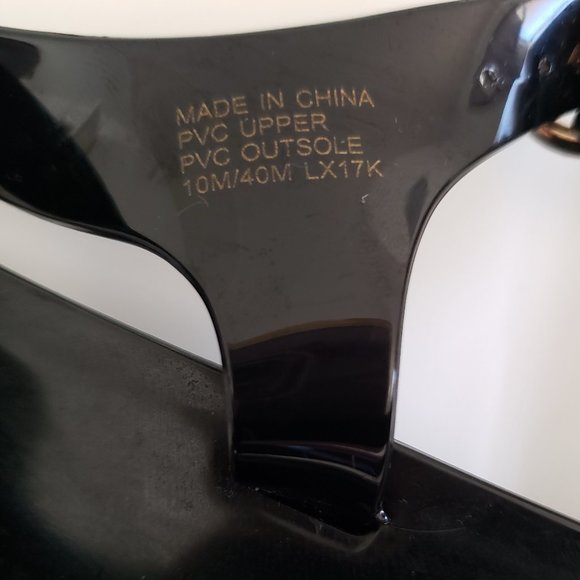 MADE IN CHINA
PVC UPPER
PVC OUTSOLE
10M/40M LX17K